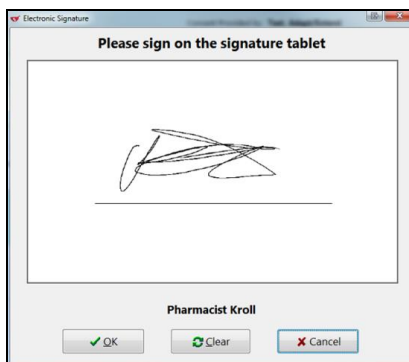 Electronic Signature
Please sign on the signature tablet
Pharmacist Kroll
OK
Clear
Cancel